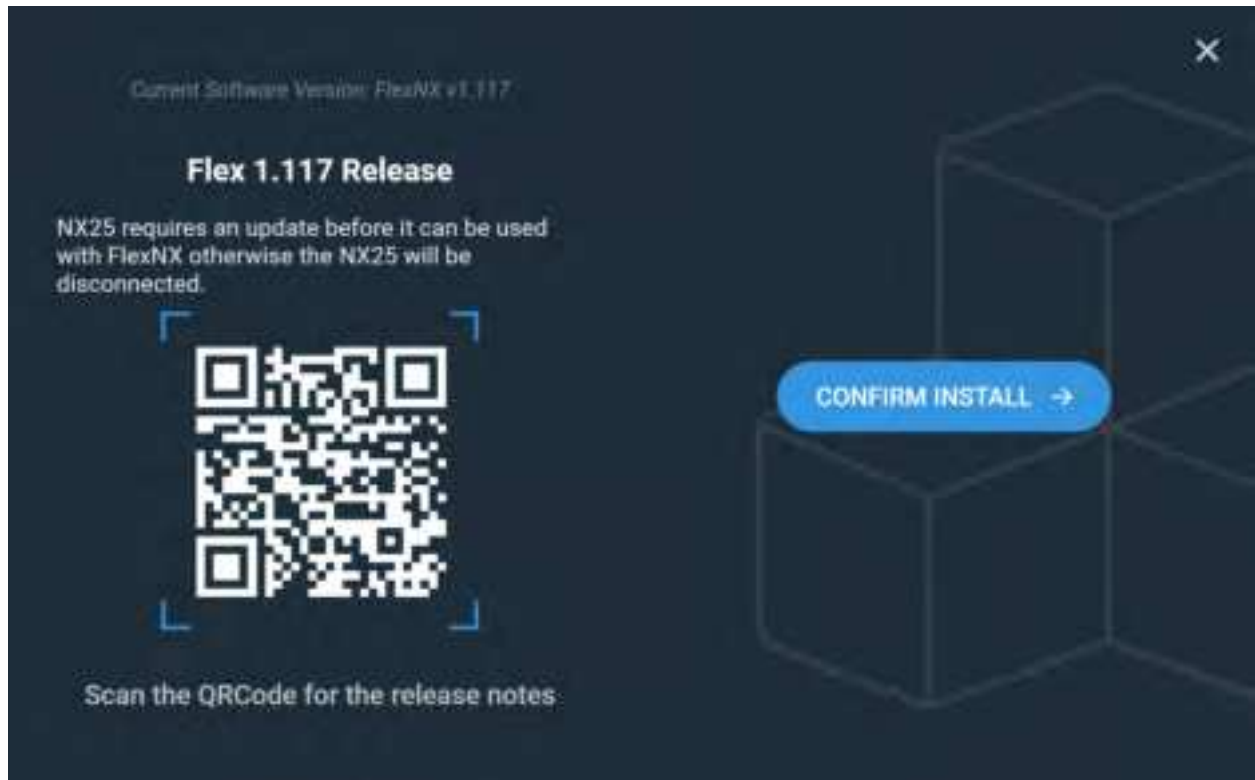 Current Software Version: FlexNX v1.117
Flex 1.117 Release
NX25 requires an update before it can be used
with FlexNX otherwise the NX25 will be
disconnected.
CONFIRM INSTALL →
Scan the QRCode for the release notes